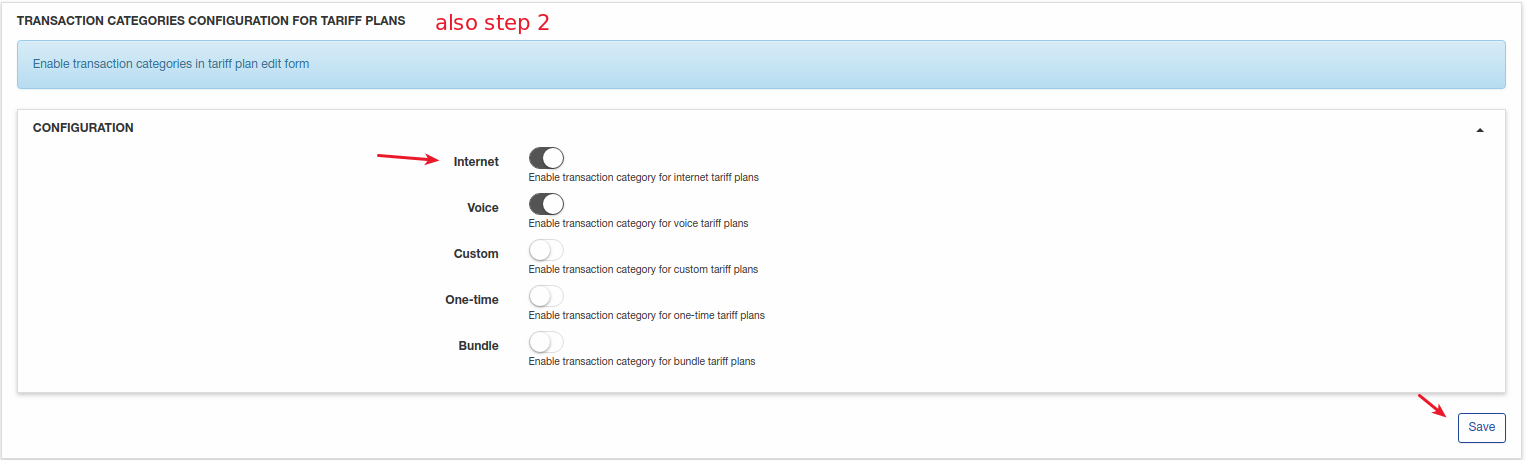 TRANSACTION CATEGORIES CONFIGURATION FOR TARIFF PLANS also step 2
Enable transaction categories in tariff plan edit form
CONFIGURATION
Internet
Enable transaction category for internet tariff plans
Voice
Enable transaction category for voice tariff plans
Custom
Enable transaction category for custom tariff plans
One-time
Enable transaction category for one-time tariff plans
Bundle
Enable transaction category for bundle tariff plans
Save